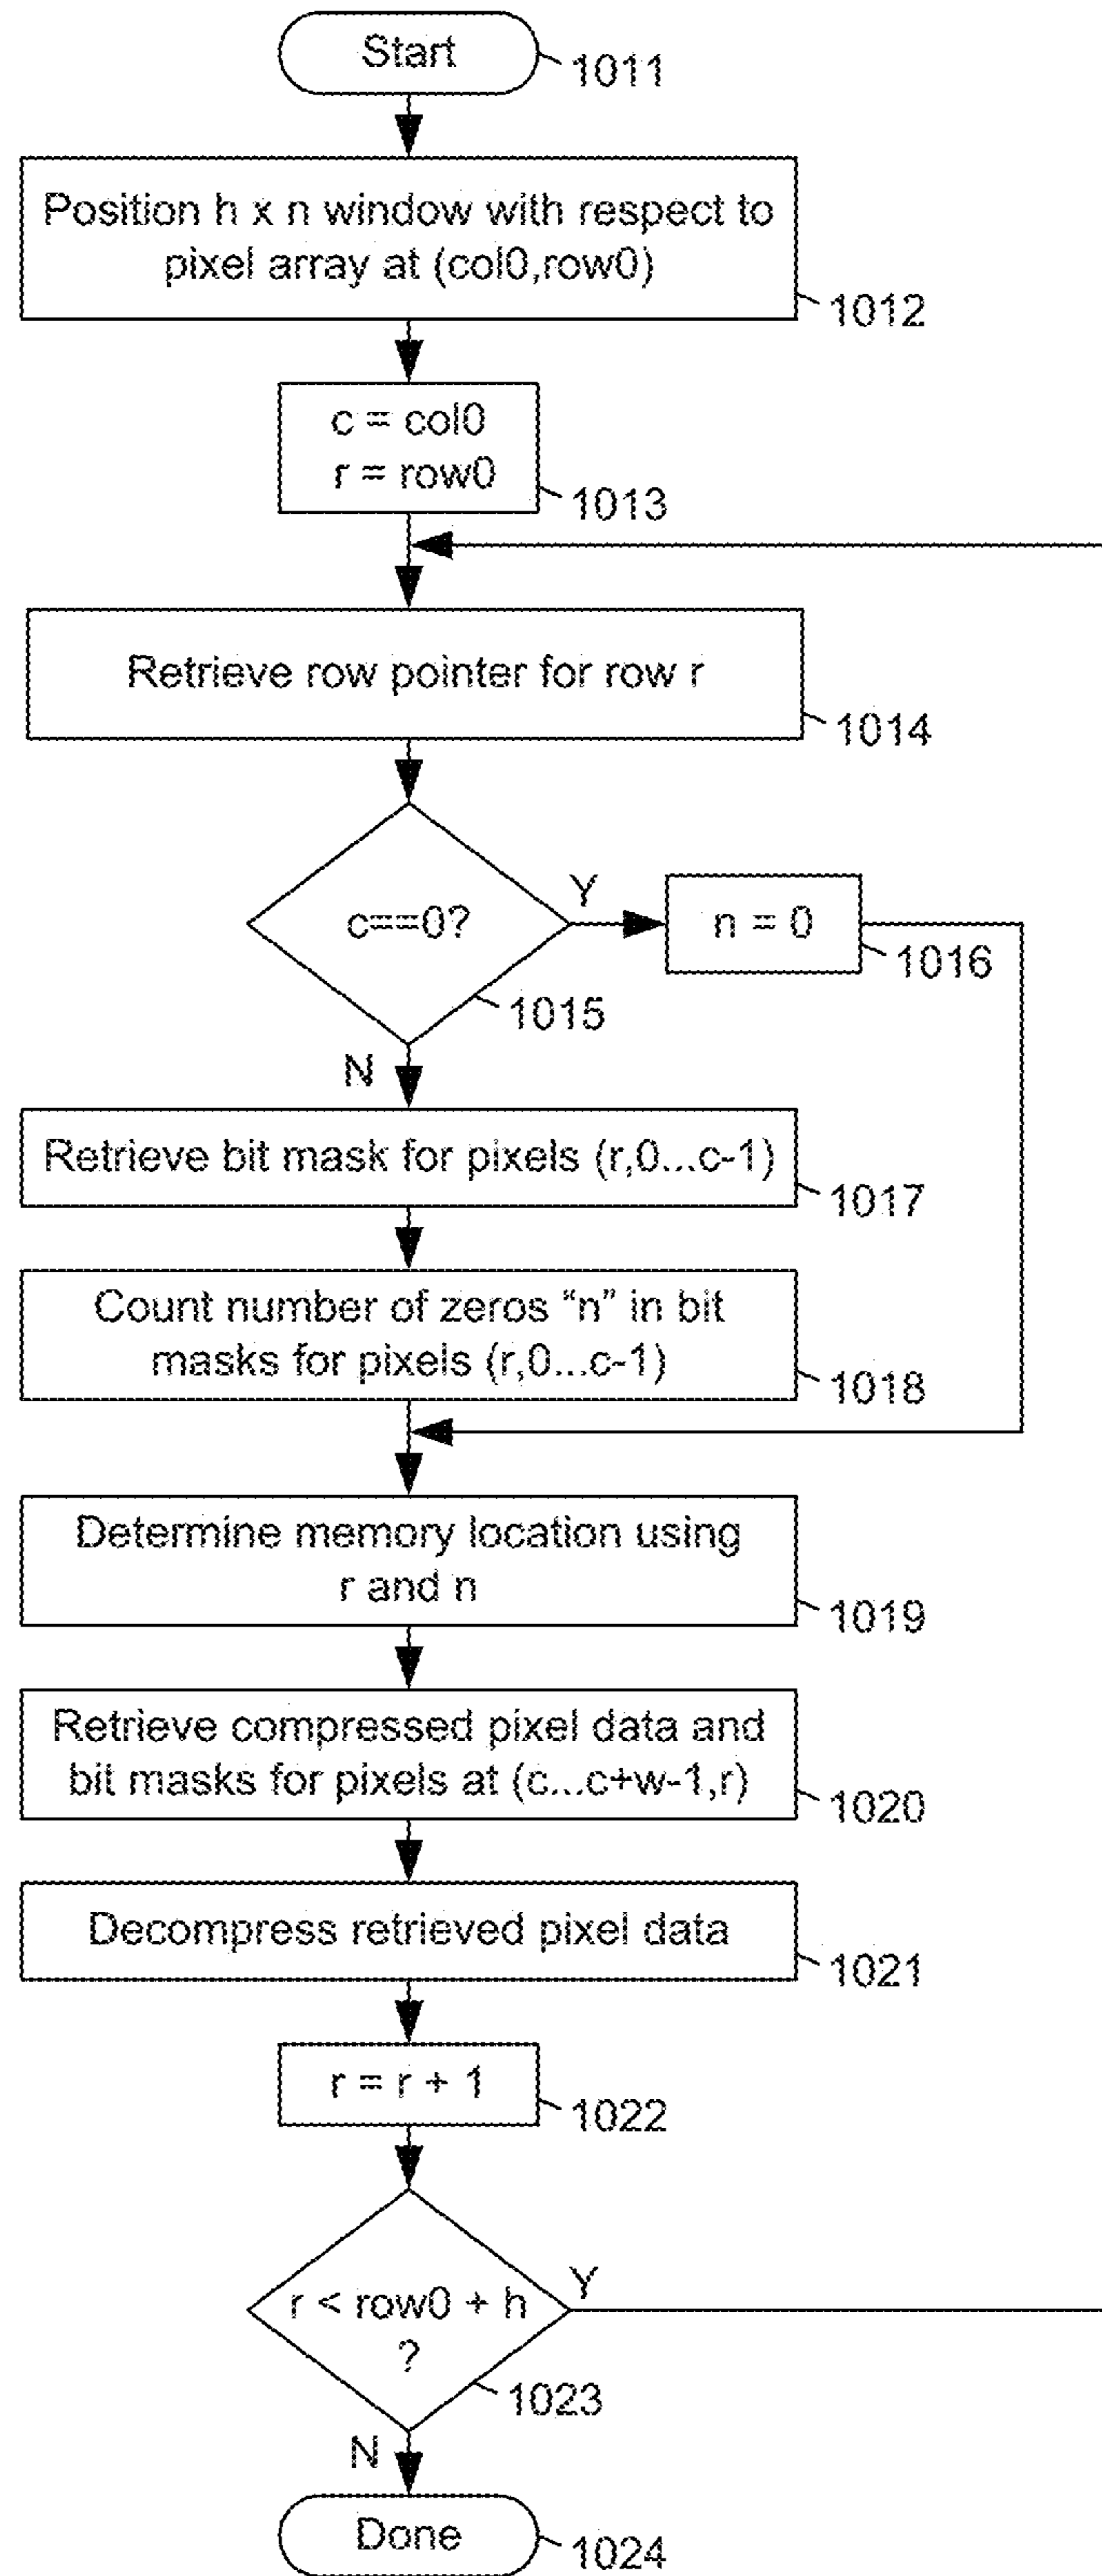 Start
1011
Position h x n window with respect to
pixel array at (col0,row0)
1012
c = col0
r = row0
1013
Retrieve row pointer for row r
1014
c==0?
Y
n = 0
1016
1015
N
Retrieve bit mask for pixels (r,0...c-1)
1017
Count number of zeros “n” in bit
masks for pixels (r,0...c-1)
1018
Determine memory location using
r and n
1019
Retrieve compressed pixel data and
bit masks for pixels at (c...c+w-1,r)
1020
Decompress retrieved pixel data
1021
r = r + 1
1022
r < row0 + h
?
Y
1023
N
Done
1024